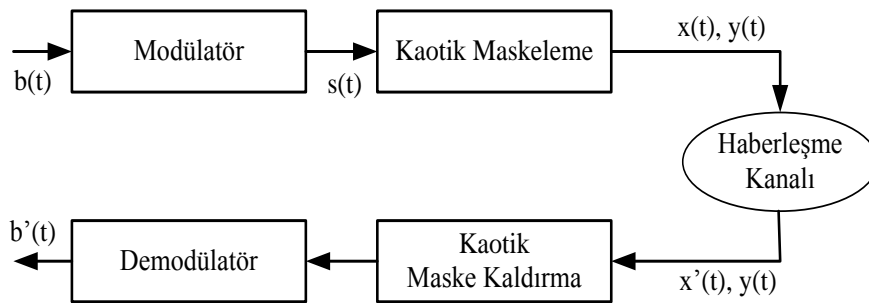 Modülatör
Kaotik Maskeleme
x(t), y(t)
b(t)
s(t)
Haberleşme
Kanalı
b’(t)
Demodülatör
Kaotik
Maske Kaldırma
x’(t), y(t)